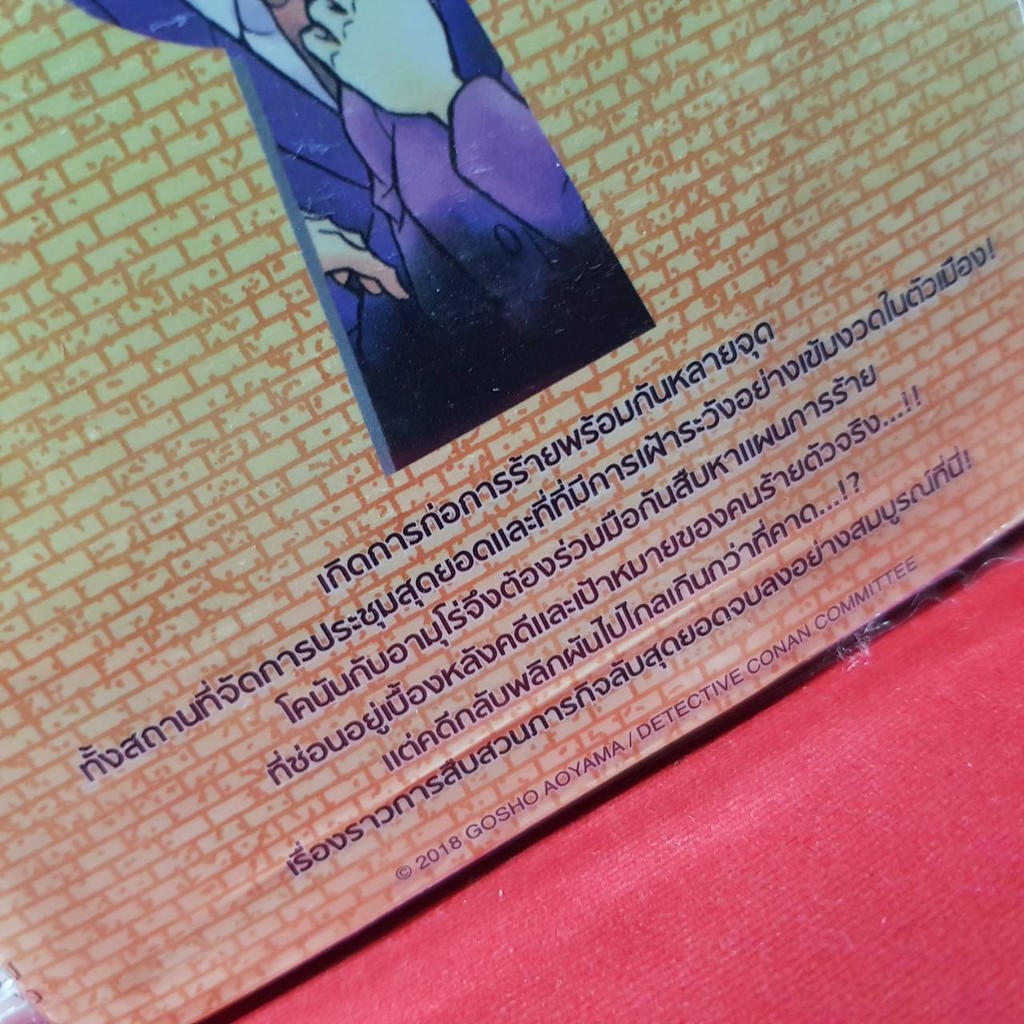 เกิดการก่อการร้ายพร้อมกันหลายจุด
ทั้งสถานที่จัดการประชุมสุดยอดและที่ที่มีการเฝ้าระวังอย่างเข้มงวดในตัวเมือง!
โคนันกับอามุโร่จึงต้องร่วมมือกันสืบหาแผนการร้าย
ที่ซ่อนอยู่เบื้องหลังคดีและเป้าหมายของคนร้ายตัวจริง...!!
แต่คดีกลับพลิกผันไปไกลเกินกว่าที่คาด...!?
เรื่องราวการสืบสวนภารกิจลับสุดยอดจบลงอย่างสมบูรณ์ที่นี่!
© 2018 GOSHO AOYAMA / DETECTIVE CONAN COMMITTEE